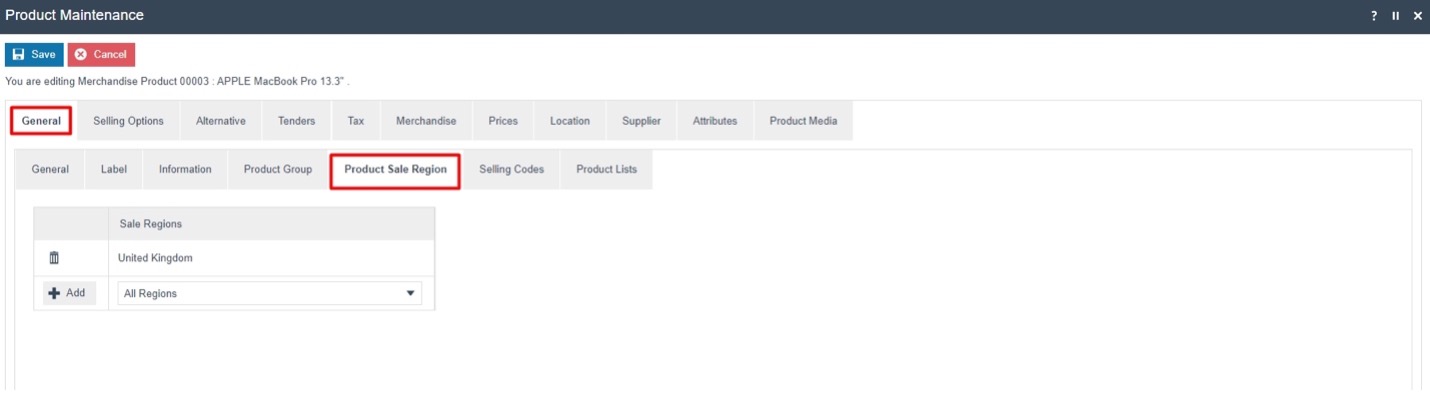 Product Maintenance ?
Save Cancel
You are editing Merchandise Product 00003 : APPLE MacBook Pro 13.3" .
General Selling Options Alternative Tenders Tax Merchandise Prices Location Supplier Attributes Product Media
General Label Information Product Group Product Sale Region Selling Codes Product Lists
Sale Regions
United Kingdom
Add All Regions